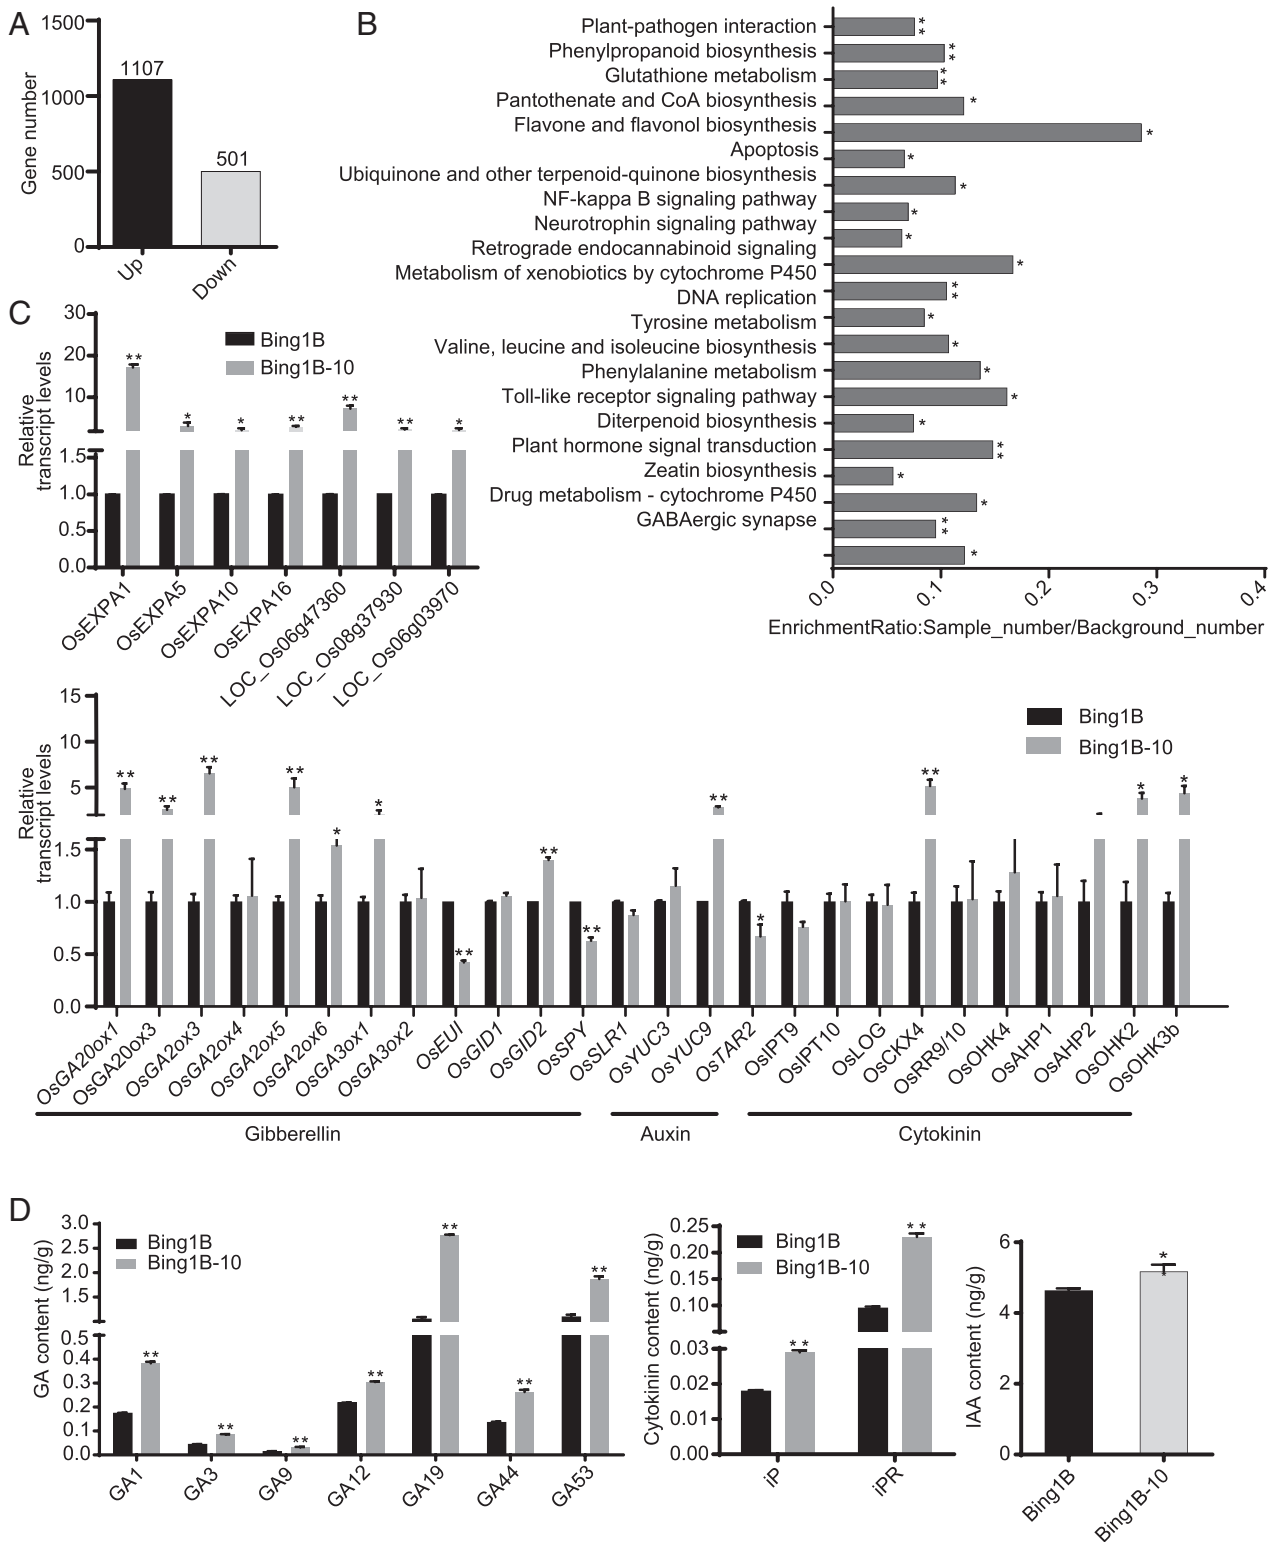 A
1500
1000
500
0
Gene number
1107
501
Up
Down
B
Plant-pathogen interaction
Phenylpropanoid biosynthesis
Glutathione metabolism
Pantothenate and CoA biosynthesis
Flavone and flavonol biosynthesis
Apoptosis
Ubiquinone and other terpenoid-quinone biosynthesis
NF-kappa B signaling pathway
Neurotrophin signaling pathway
Retrograde endocannabinoid signaling
Metabolism of xenobiotics by cytochrome P450
DNA replication
Tyrosine metabolism
Valine, leucine and isoleucine biosynthesis
Phenylalanine metabolism
Toll-like receptor signaling pathway
Diterpenoid biosynthesis
Plant hormone signal transduction
Zeatin biosynthesis
Drug metabolism - cytochrome P450
GABAergic synapse
**
**
**
*
*
*
*
*
*
*
**
*
*
*
*
*
**
*
*
**
*
0.0
0.1
0.2
0.3
0.4
EnrichmentRatio:Sample_number/Background_number
C
30
20
10
1.5
1.0
0.5
0.0
Relative
transcript levels
Bing1B
Bing1B-10
**
*
*
**
**
**
*
OsEXPA1
OsEXPA5
OsEXPA10
OsEXPA16
LOC_Os06g47360
LOC_Os08g37930
LOC_Os06g03970
15
10
5
1.5
1.0
0.5
0.0
Relative
transcript levels
Bing1B
Bing1B-10
**
**
**
**
*
*
**
**
**
**
*
**
*
*
OsGA20ox1
OsGA20ox3
OsGA2ox3
OsGA2ox4
OsGA2ox5
OsGA2ox6
OsGA3ox1
OsGA3ox2
OsEUI
OsGID1
OsGID2
OsSPY
OsSLR1
OsYUC3
OsYUC9
OsTAR2
OsIPT9
OsIPT10
OsLOG
OsCKX4
OsRR9/10
OsOHK4
OsAHP1
OsAHP2
OsOHK2
OsOHK3b
Gibberellin
Auxin
Cytokinin
D
3.0
2.5
2.0
1.5
0.5
0.4
0.3
0.2
0.1
0.0
GA content (ng/g)
Bing1B
Bing1B-10
**
**
**
**
**
**
**
GA1
GA3
GA9
GA12
GA19
GA44
GA53
0.25
0.20
0.15
0.10
0.03
0.02
0.01
0.00
Cytokinin content (ng/g)
Bing1B
Bing1B-10
**
**
iP
iPR
6
4
2
0
IAA content (ng/g)
*
Bing1B
Bing1B-10